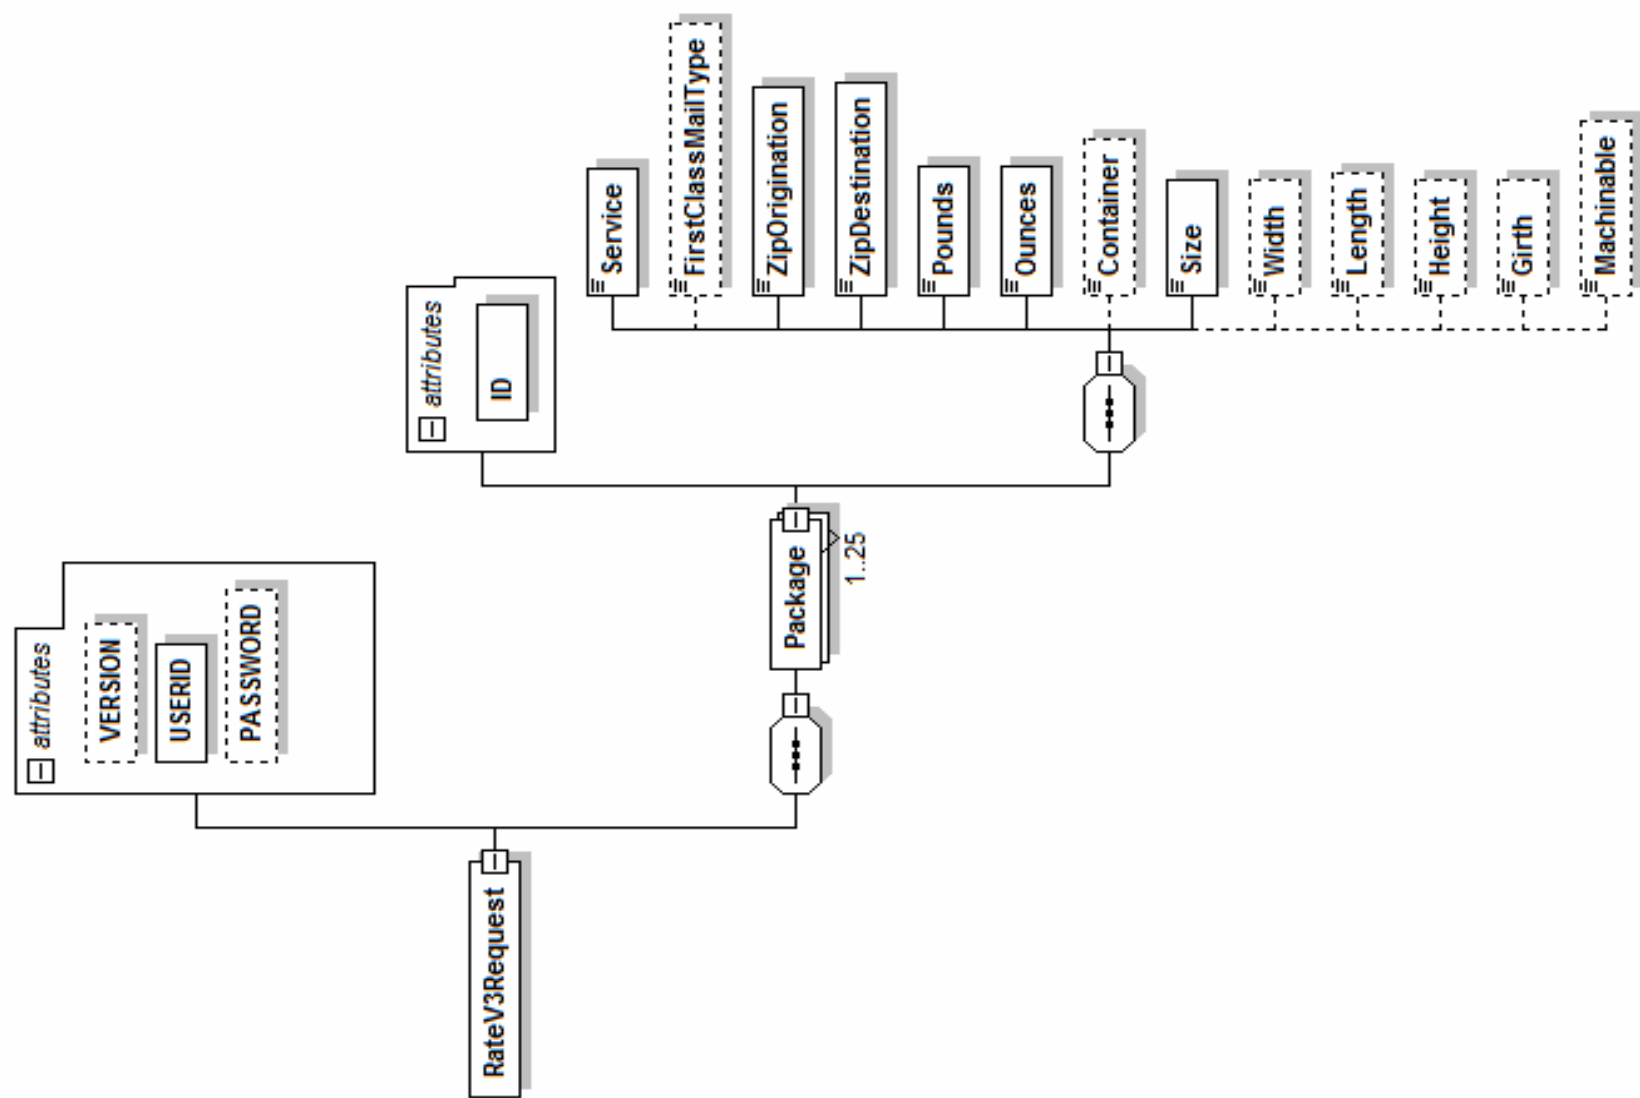 RateV3Request
attributes
VERSION
USERID
PASSWORD
Package
1..25
attributes
ID
Service
FirstClassMailType
ZipOrigination
ZipDestination
Pounds
Ounces
Container
Size
Width
Length
Height
Girth
Machinable